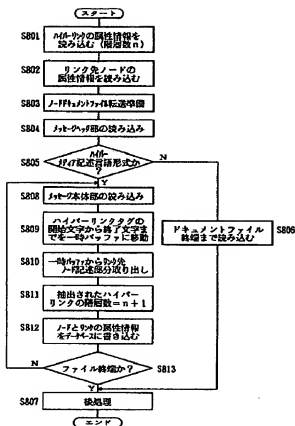 スタート
S801
ハイパーリンクの属性情報を
読み込む (階層数n)
S802
リンク先ノードの
属性情報を読み込む
S803
ノードドキュメントファイル転送準備
S804
メッセージヘッダ部の読み込み
S805
ハイパー
メディア記述言語形式か
?
N
Y
S808
メッセージ本体部の読み込み
S809
ハイパーリンクタグの
開始文字から終了文字ま
でを一時バッファに移動
ドキュメントファイル
終端まで読み込む
S806
S810
一時バッファからリンク先
ノード記述部分取り出し
S811
抽出されたハイパー
リンクの階層数=n+1
S812
ノードとリンクの属性情報
をデータベースに書き込む
N
ファイル終端か?
S813
Y
S807
後処理
エンド